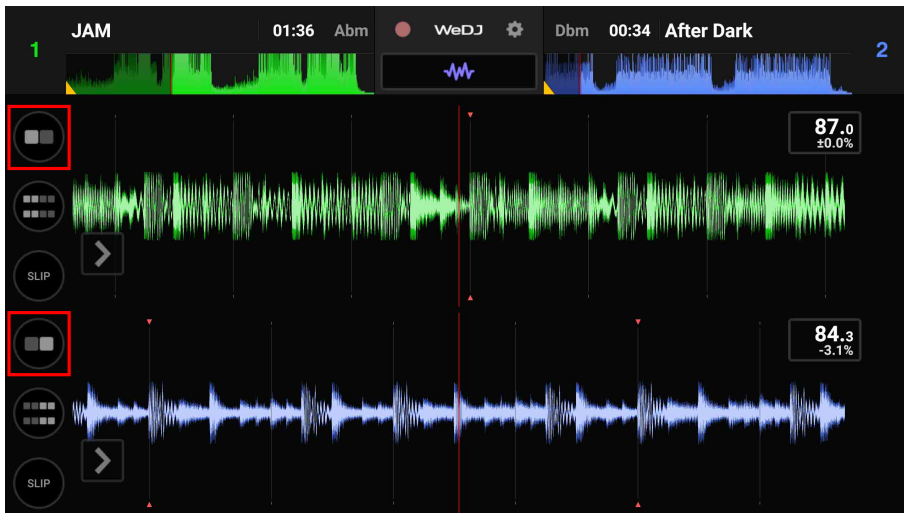 1
JAM
01:36 Abm
WeDJ
Dbm 00:34 After Dark
2
87.0
±0.0%
SLIP
84.3
-3.1%
SLIP